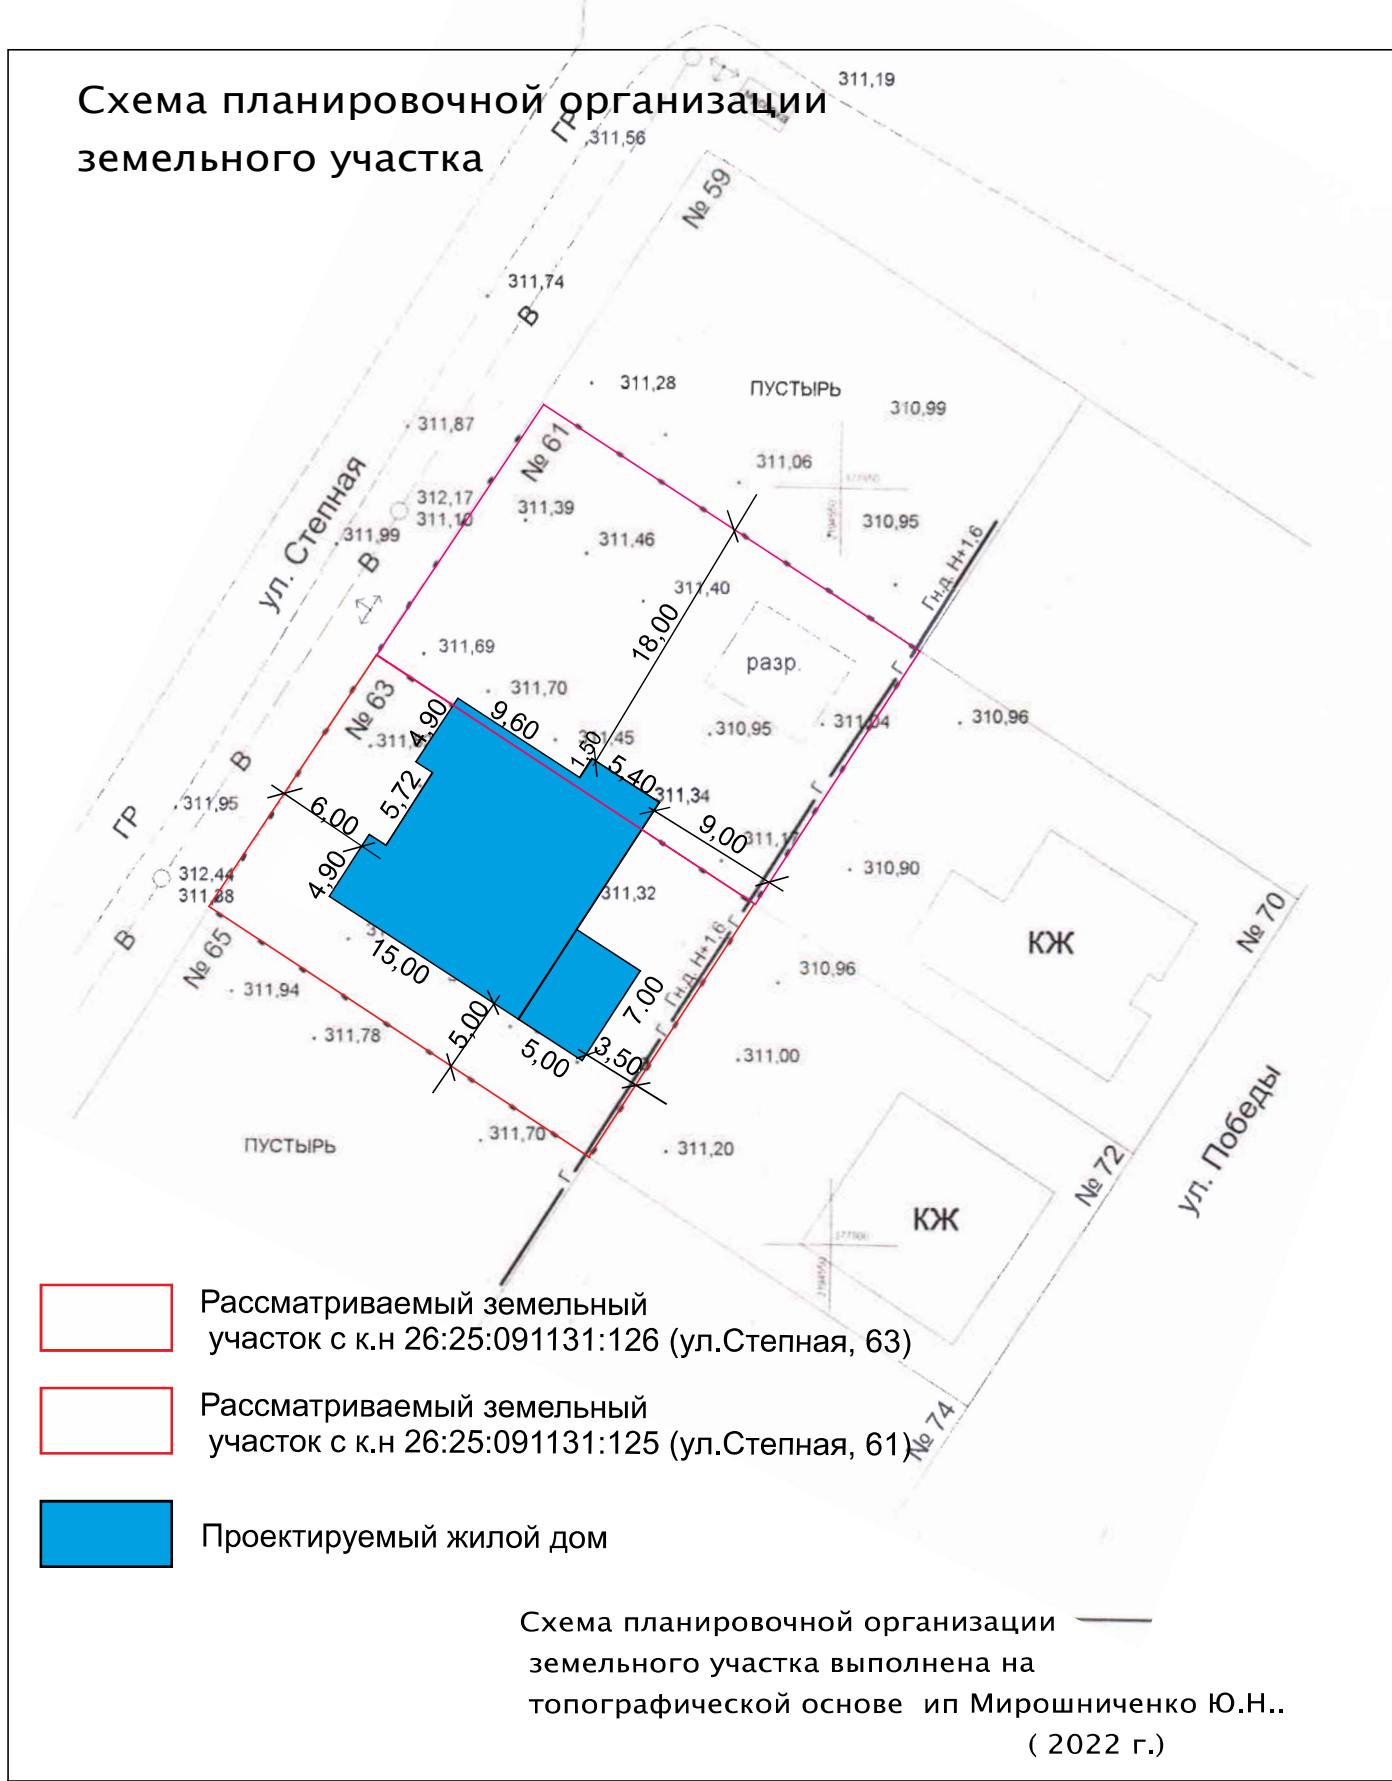 Схема планировочной организации
земельного участка
311,19
ГР
311,56
№ 59
311,74
В
311,28
ПУСТЫРЬ
310,99
311,87
№ 61
311,06
ул. Степная
312,17
311,10
311,39
310,95
311,99
311,46
В
Гн.д. Н+1,6
311,40
18,00
311,69
разр.
Г
№ 63
311,70
4,90
9,60
310,95
311,04
310,96
1,50
5,40
В
5,72
311,34
Г
ГР
311,95
6,00
9,00
311,17
310,90
312,44
311,38
4,90
311,32
№ 70
В
№ 65
15,00
Г
КЖ
Гн.д. Н+1,6
310,96
311,94
7.00
311,78
5,00
5,00
3,50
Г
311,00
ПУСТЫРЬ
311,70
311,20
№ 72
ул. Победы
Г
КЖ
Рассматриваемый земельный
участок с к.н 26:25:091131:126 (ул.Степная, 63)
Рассматриваемый земельный
участок с к.н 26:25:091131:125 (ул.Степная, 61)
№ 74
Проектируемый жилой дом
Схема планировочной организации
земельного участка выполнена на
топографической основе ип Мирошниченко Ю.Н..
( 2022 г.)